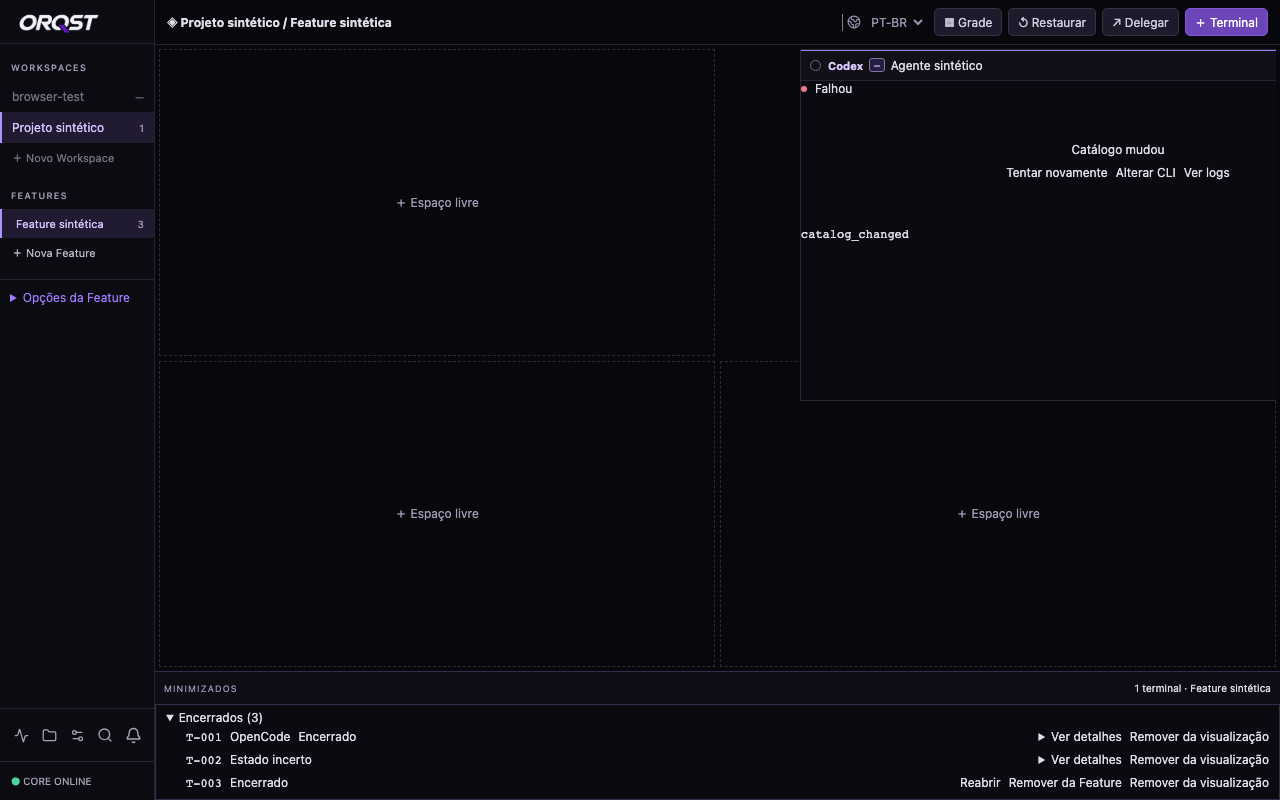 ORQST
◈ Projeto sintético / Feature sintética
PT-BR
Grade
Restaurar
Delegar
+ Terminal
WORKSPACES
browser-test —
Projeto sintético 1
+ Novo Workspace
FEATURES
Feature sintética 3
+ Nova Feature
Opções da Feature
CORE ONLINE
+ Espaço livre
Codex – Agente sintético
Falhou
Catálogo mudou
Tentar novamente Alterar CLI Ver logs
catalog_changed
+ Espaço livre
+ Espaço livre
MINIMIZADOS
1 terminal · Feature sintética
Encerrados (3)
T-001 OpenCode Encerrado Ver detalhes Remover da visualização
T-002 Estado incerto Ver detalhes Remover da visualização
T-003 Encerrado Reabrir Remover da Feature Remover da visualização